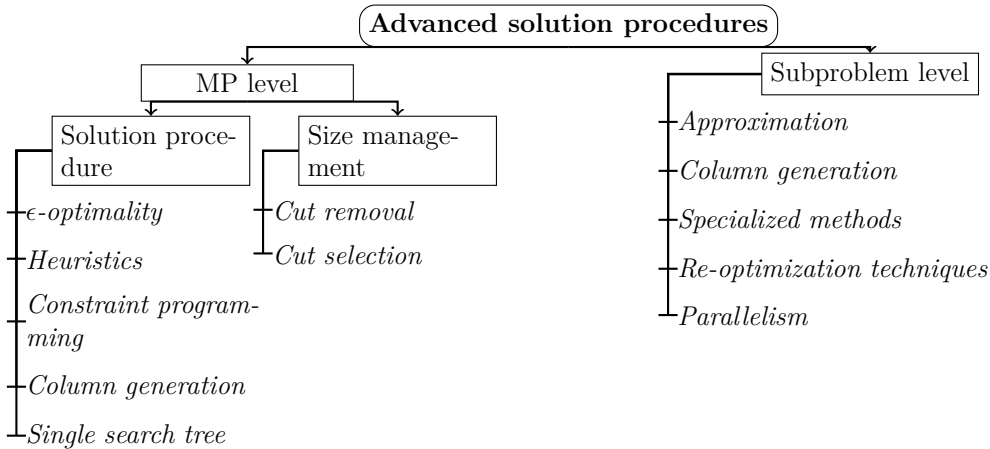 Advanced solution procedures
MP level
Solution proce-
dure
ϵ-optimality
Heuristics
Constraint program-
ming
Column generation
Single search tree
Size manage-
ment
Cut removal
Cut selection
Subproblem level
Approximation
Column generation
Specialized methods
Re-optimization techniques
Parallelism